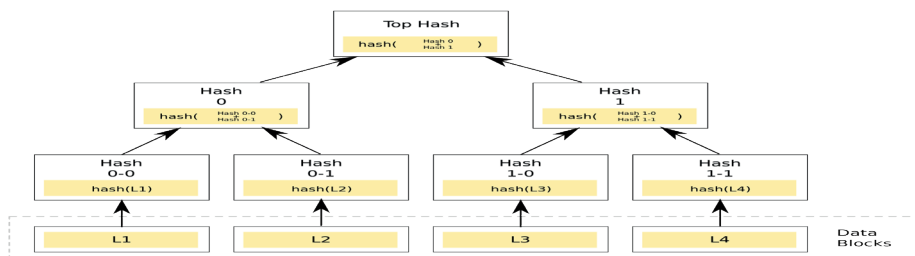 Top Hash
hash( Hash 0 + Hash 1 )
Hash
0
hash( Hash 0-0 + Hash 0-1 )
Hash
1
hash( Hash 1-0 + Hash 1-1 )
Hash
0-0
hash(L1)
Hash
0-1
hash(L2)
Hash
1-0
hash(L3)
Hash
1-1
hash(L4)
L1
L2
L3
L4
Data
Blocks